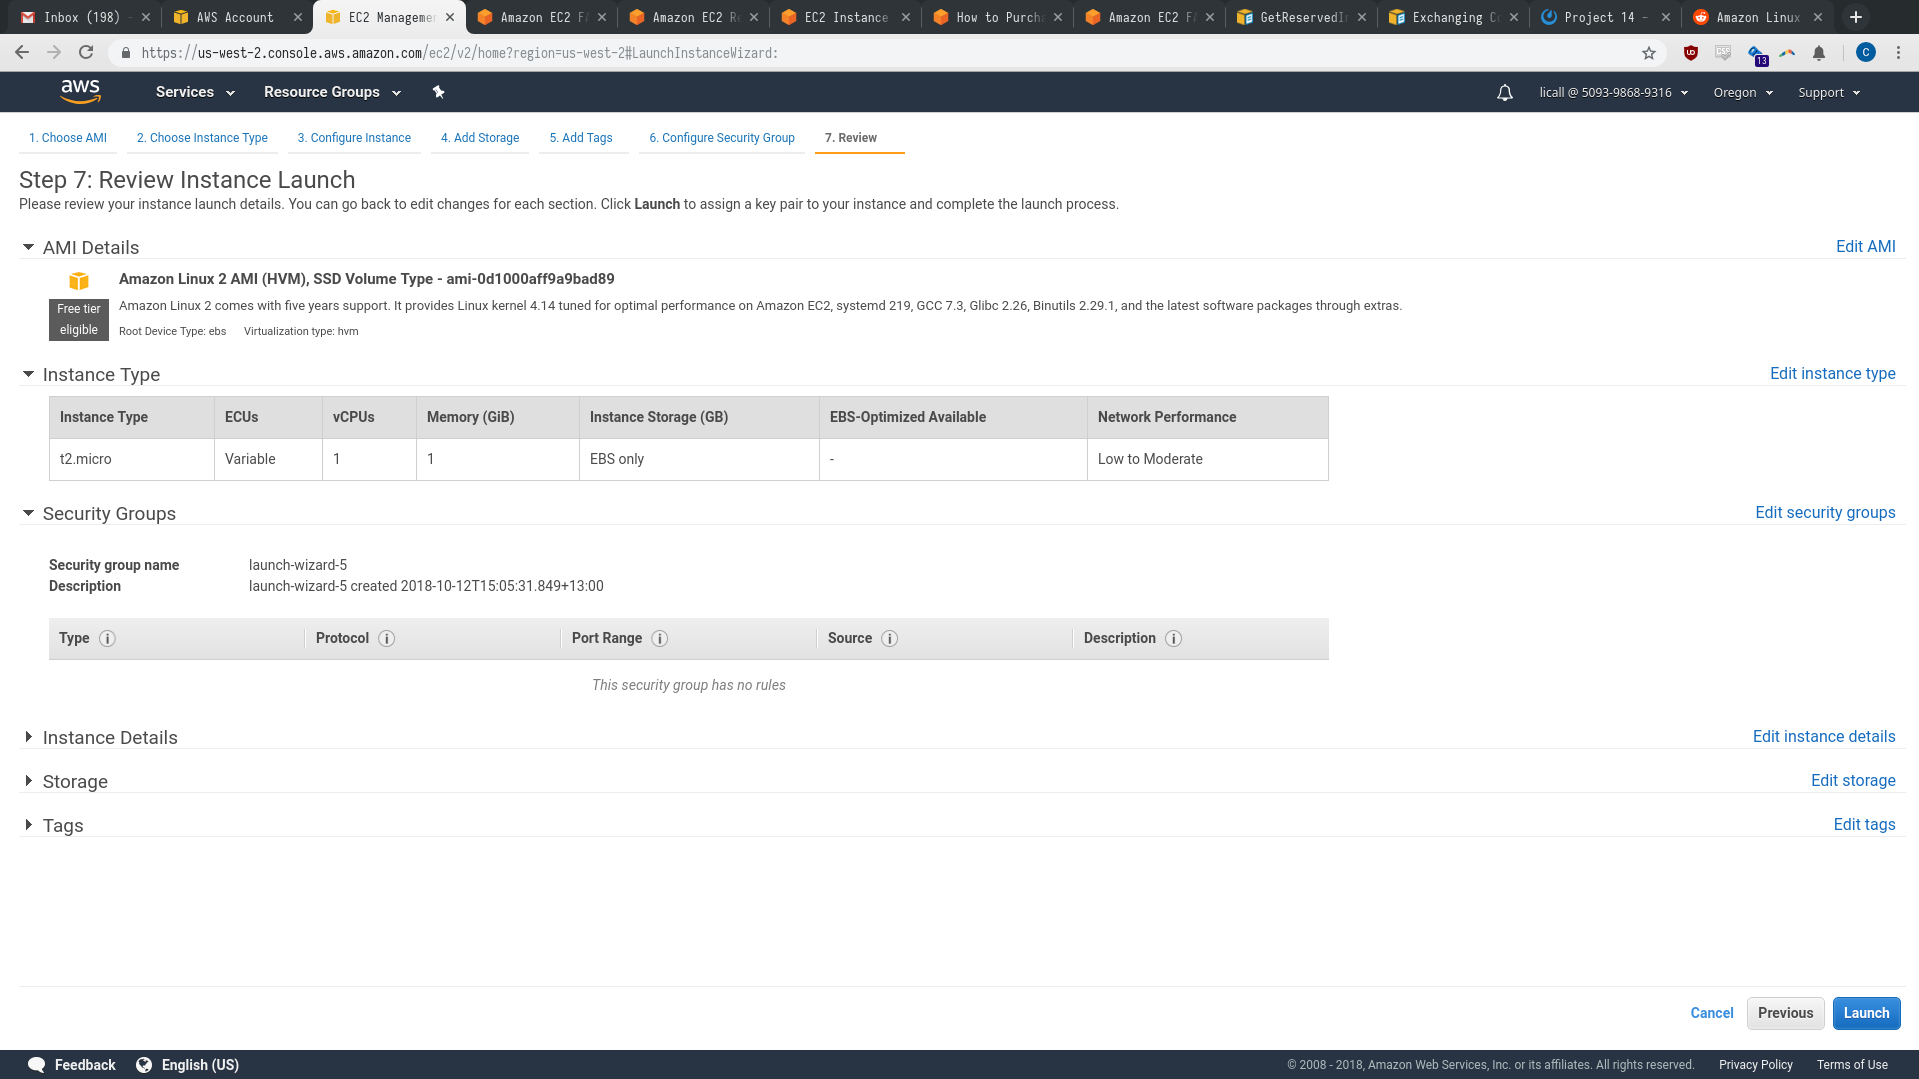 Inbox (198) -
AWS Account
EC2 Manageme
Amazon EC2 F
Amazon EC2 R
EC2 Instance
How to Purch
Amazon EC2 F
GetReservedI
Exchanging C
Project 14 -
Amazon Linux
https://us-west-2.console.aws.amazon.com/ec2/v2/home?region=us-west-2#LaunchInstanceWizard:
13
C
aws
Services
Resource Groups
licall @ 5093-9868-9316
Oregon
Support
1. Choose AMI
2. Choose Instance Type
3. Configure Instance
4. Add Storage
5. Add Tags
6. Configure Security Group
7. Review
Step 7: Review Instance Launch
Please review your instance launch details. You can go back to edit changes for each section. Click Launch to assign a key pair to your instance and complete the launch process.
AMI Details
Edit AMI
Amazon Linux 2 AMI (HVM), SSD Volume Type - ami-0d1000aff9a9bad89
Free tier
eligible
Amazon Linux 2 comes with five years support. It provides Linux kernel 4.14 tuned for optimal performance on Amazon EC2, systemd 219, GCC 7.3, Glibc 2.26, Binutils 2.29.1, and the latest software packages through extras.
Root Device Type: ebs Virtualization type: hvm
Instance Type
Edit instance type
Instance Type ECUs vCPUs Memory (GiB) Instance Storage (GB) EBS-Optimized Available Network Performance
t2.micro Variable 1 1 EBS only - Low to Moderate
Security Groups
Edit security groups
Security group name launch-wizard-5
Description launch-wizard-5 created 2018-10-12T15:05:31.849+13:00
Type Protocol Port Range Source Description
This security group has no rules
Instance Details
Edit instance details
Storage
Edit storage
Tags
Edit tags
Cancel
Previous
Launch
Feedback
English (US)
© 2008 - 2018, Amazon Web Services, Inc. or its affiliates. All rights reserved.
Privacy Policy
Terms of Use